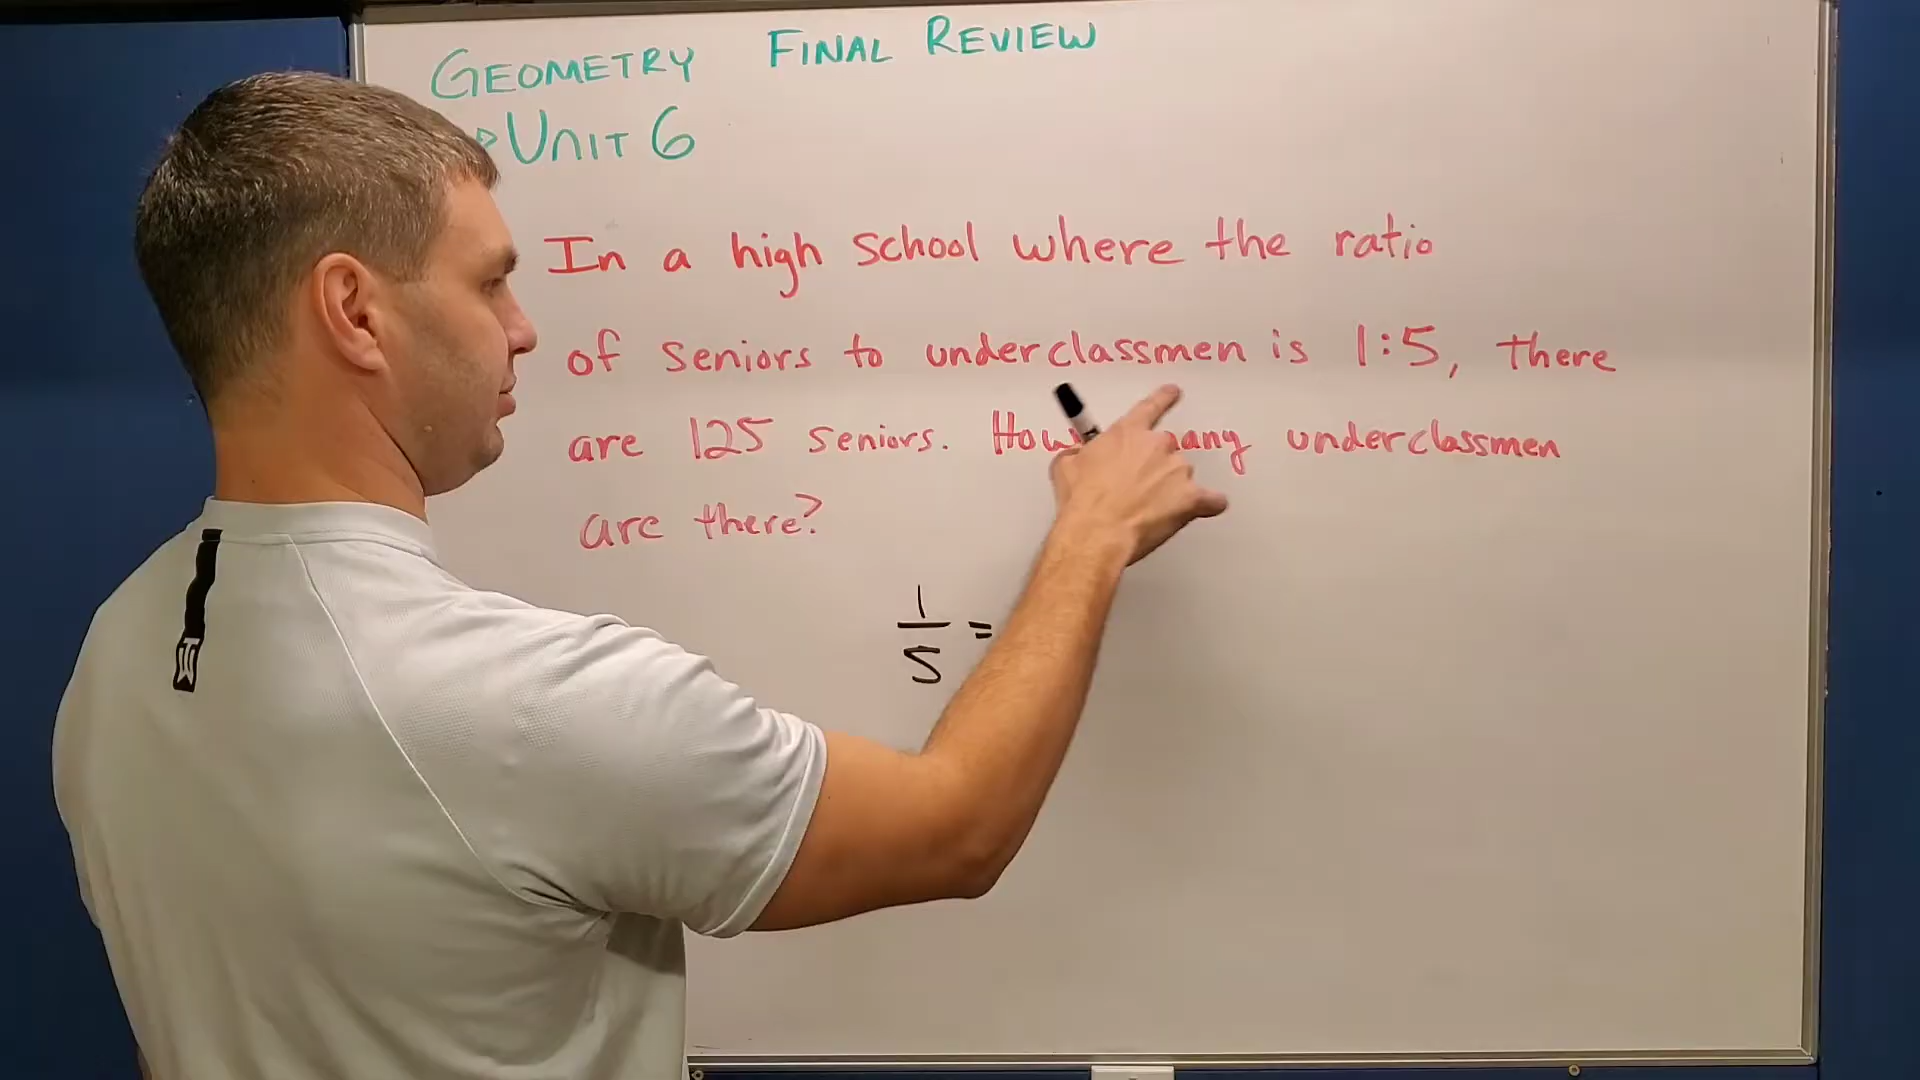 GEOMETRY FINAL REVIEW
UNIT 6
In a high school where the ratio
of seniors to underclassmen is 1:5, there
are 125 seniors. How many underclassmen
are there?
1
5 =
TW